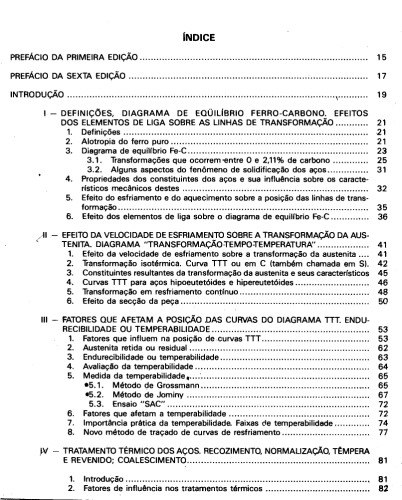 ÍNDICE
PREFÁCIO DA PRIMEIRA EDIÇÃO ........ 15
PREFÁCIO DA SEXTA EDIÇÃO ........ 17
INTRODUÇÃO ........ 19
I — DEFINIÇÕES, DIAGRAMA DE EQÜILÍBRIO FERRO-CARBONO. EFEITOS
DOS ELEMENTOS DE LIGA SOBRE AS LINHAS DE TRANSFORMAÇÃO ........ 21
1. Definições ........ 21
2. Alotropia do ferro puro ........ 21
3. Diagrama de equilíbrio Fe-C ........ 23
3.1. Transformações que ocorrem entre 0 e 2,11% de carbono ........ 25
3.2. Alguns aspectos do fenômeno de solidificação dos aços ........ 31
4. Propriedades dos constituintes dos aços e sua influência sobre os caracte-
rísticos mecânicos destes ........ 32
5. Efeito do esfriamento e do aquecimento sobre a posição das linhas de trans-
formação ........ 35
6. Efeito dos elementos de liga sobre o diagrama de equilíbrio Fe-C ........ 36
II — EFEITO DA VELOCIDADE DE ESFRIAMENTO SOBRE A TRANSFORMAÇÃO DA AUS-
TENITA. DIAGRAMA "TRANSFORMAÇÃO-TEMPO-TEMPERATURA" ........ 41
1. Efeito da velocidade de esfriamento sobre a transformação da austenita .... 41
2. Transformação isotérmica. Curva TTT ou em C (também chamada em S). 42
3. Constituintes resultantes da transformação da austenita e seus característicos 45
4. Curvas TTT para aços hipoeutetóides e hipereutetóides ........ 46
5. Transformação em resfriamento contínuo ........ 48
6. Efeito da secção da peça ........ 50
III — FATORES QUE AFETAM A POSIÇÃO DAS CURVAS DO DIAGRAMA TTT. ENDU-
RECIBILIDADE OU TEMPERABILIDADE ........ 53
1. Fatores que influem na posição de curvas TTT ........ 53
2. Austenita retida ou residual ........ 62
3. Endurecibilidade ou temperabilidade ........ 63
4. Avaliação da temperabilidade ........ 64
5. Medida da temperabilidade ........ 65
5.1. Método de Grossmann ........ 65
5.2. Método de Jominy ........ 67
5.3. Ensaio "SAC" ........ 72
6. Fatores que afetam a temperabilidade ........ 72
7. Importância prática da temperabilidade. Faixas de temperabilidade ........ 74
8. Novo método de traçado de curvas de resfriamento ........ 77
IV — TRATAMENTO TÉRMICO DOS AÇOS. RECOZIMENTO, NORMALIZAÇÃO, TÊMPERA
E REVENIDO; COALESCIMENTO ........ 81
1. Introdução ........ 81
2. Fatores de influência nos tratamentos térmicos ........ 82